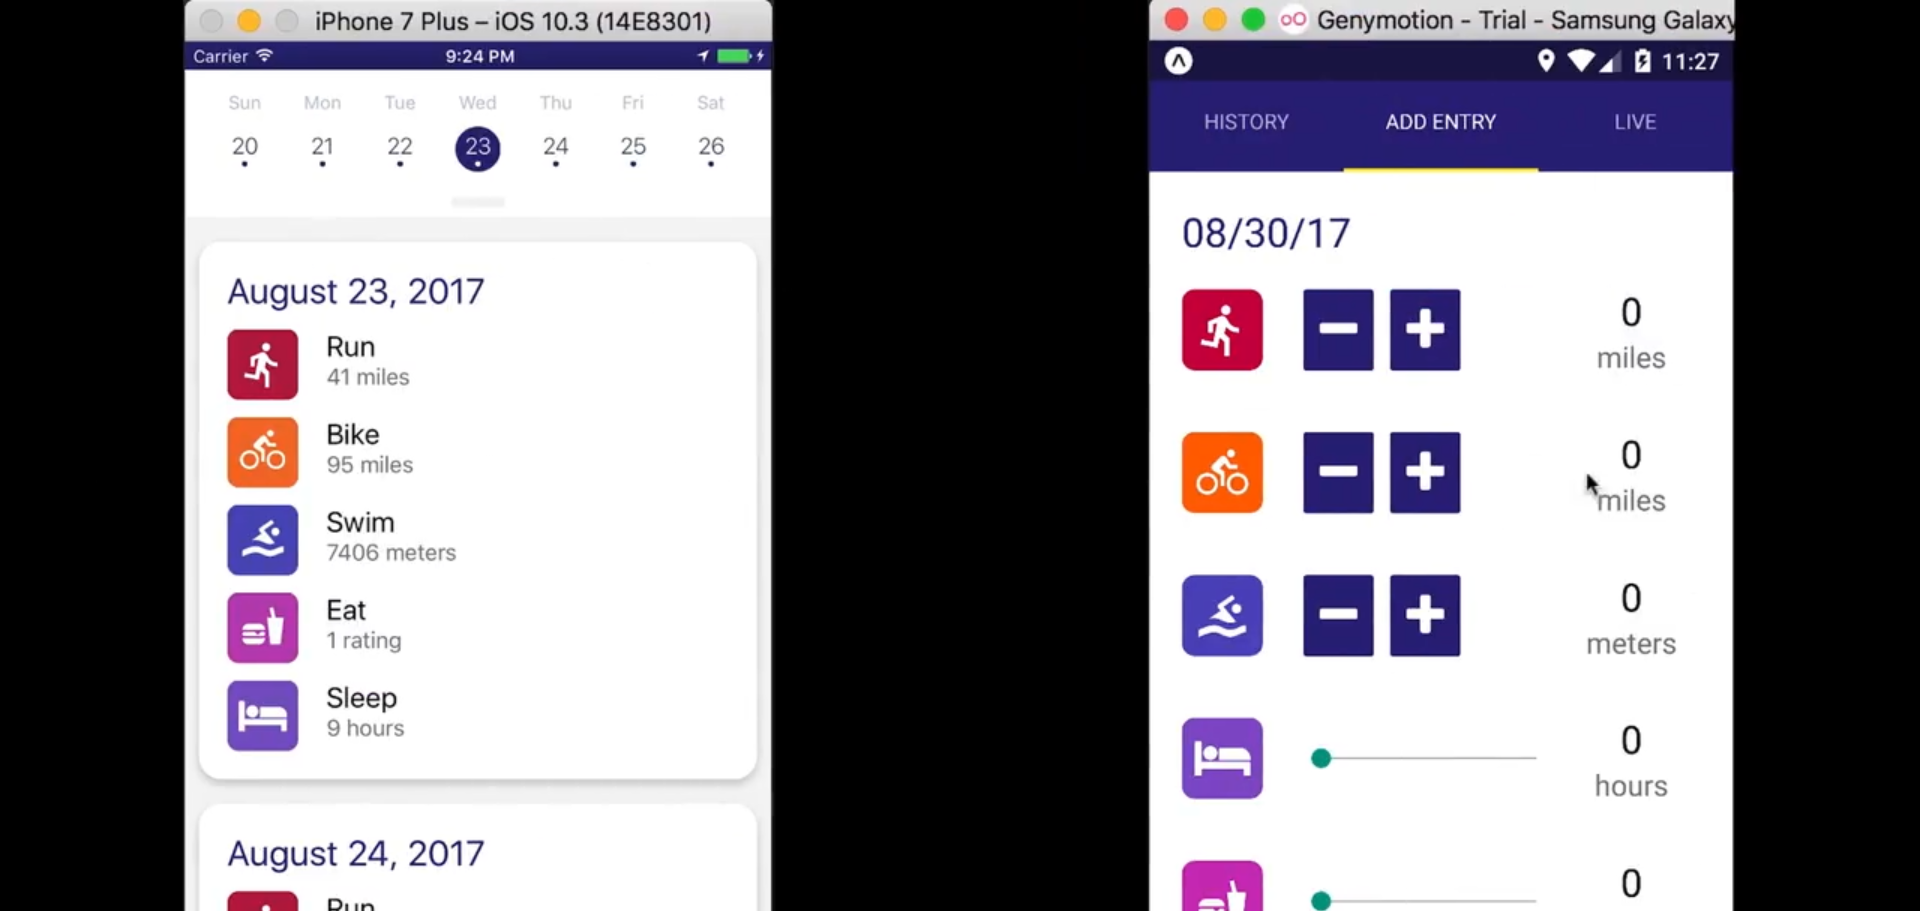 iPhone 7 Plus – iOS 10.3 (14E8301)
Carrier 9:24 PM
Sun Mon Tue Wed Thu Fri Sat
20 21 22 23 24 25 26
August 23, 2017
Run
41 miles
Bike
95 miles
Swim
7406 meters
Eat
1 rating
Sleep
9 hours
August 24, 2017
Run
Genymotion - Trial - Samsung Galaxy
11:27
HISTORY ADD ENTRY LIVE
08/30/17
0
miles
0
miles
0
meters
0
hours
0